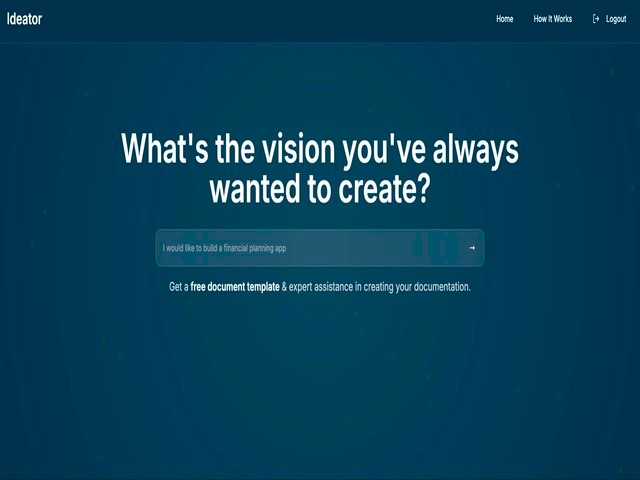 Ideator
Home
How It Works
Logout
What's the vision you've always
wanted to create?
I would like to build a financial planning app
Get a free document template & expert assistance in creating your documentation.